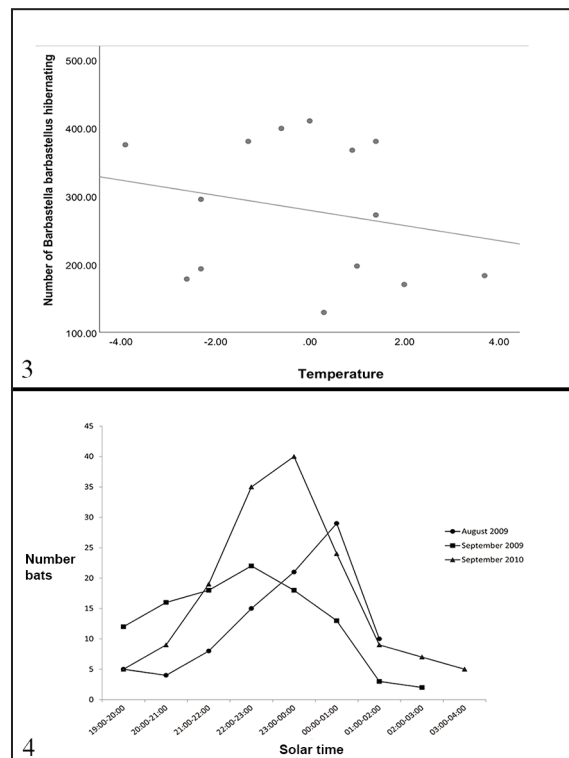 500.00
400.00
300.00
200.00
100.00
Number of Barbastella barbastellus hibernating
-4.00 -2.00 .00 2.00 4.00
Temperature
3
45
40
35
30
25
20
15
10
5
0
Number
bats
August 2009
September 2009
September 2010
19:00-20:00 20:00-21:00 21:00-22:00 22:00-23:00 23:00-00:00 00:00-01:00 01:00-02:00 02:00-03:00 03:00-04:00
Solar time
4